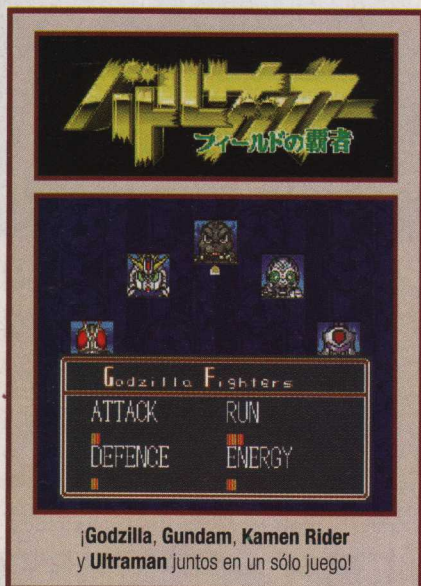 バトルサッカー
フィールドの覇者
Godzilla Fighters
ATTACK RUN
DEFENCE ENERGY
¡Godzilla, Gundam, Kamen Rider
y Ultraman juntos en un sólo juego!